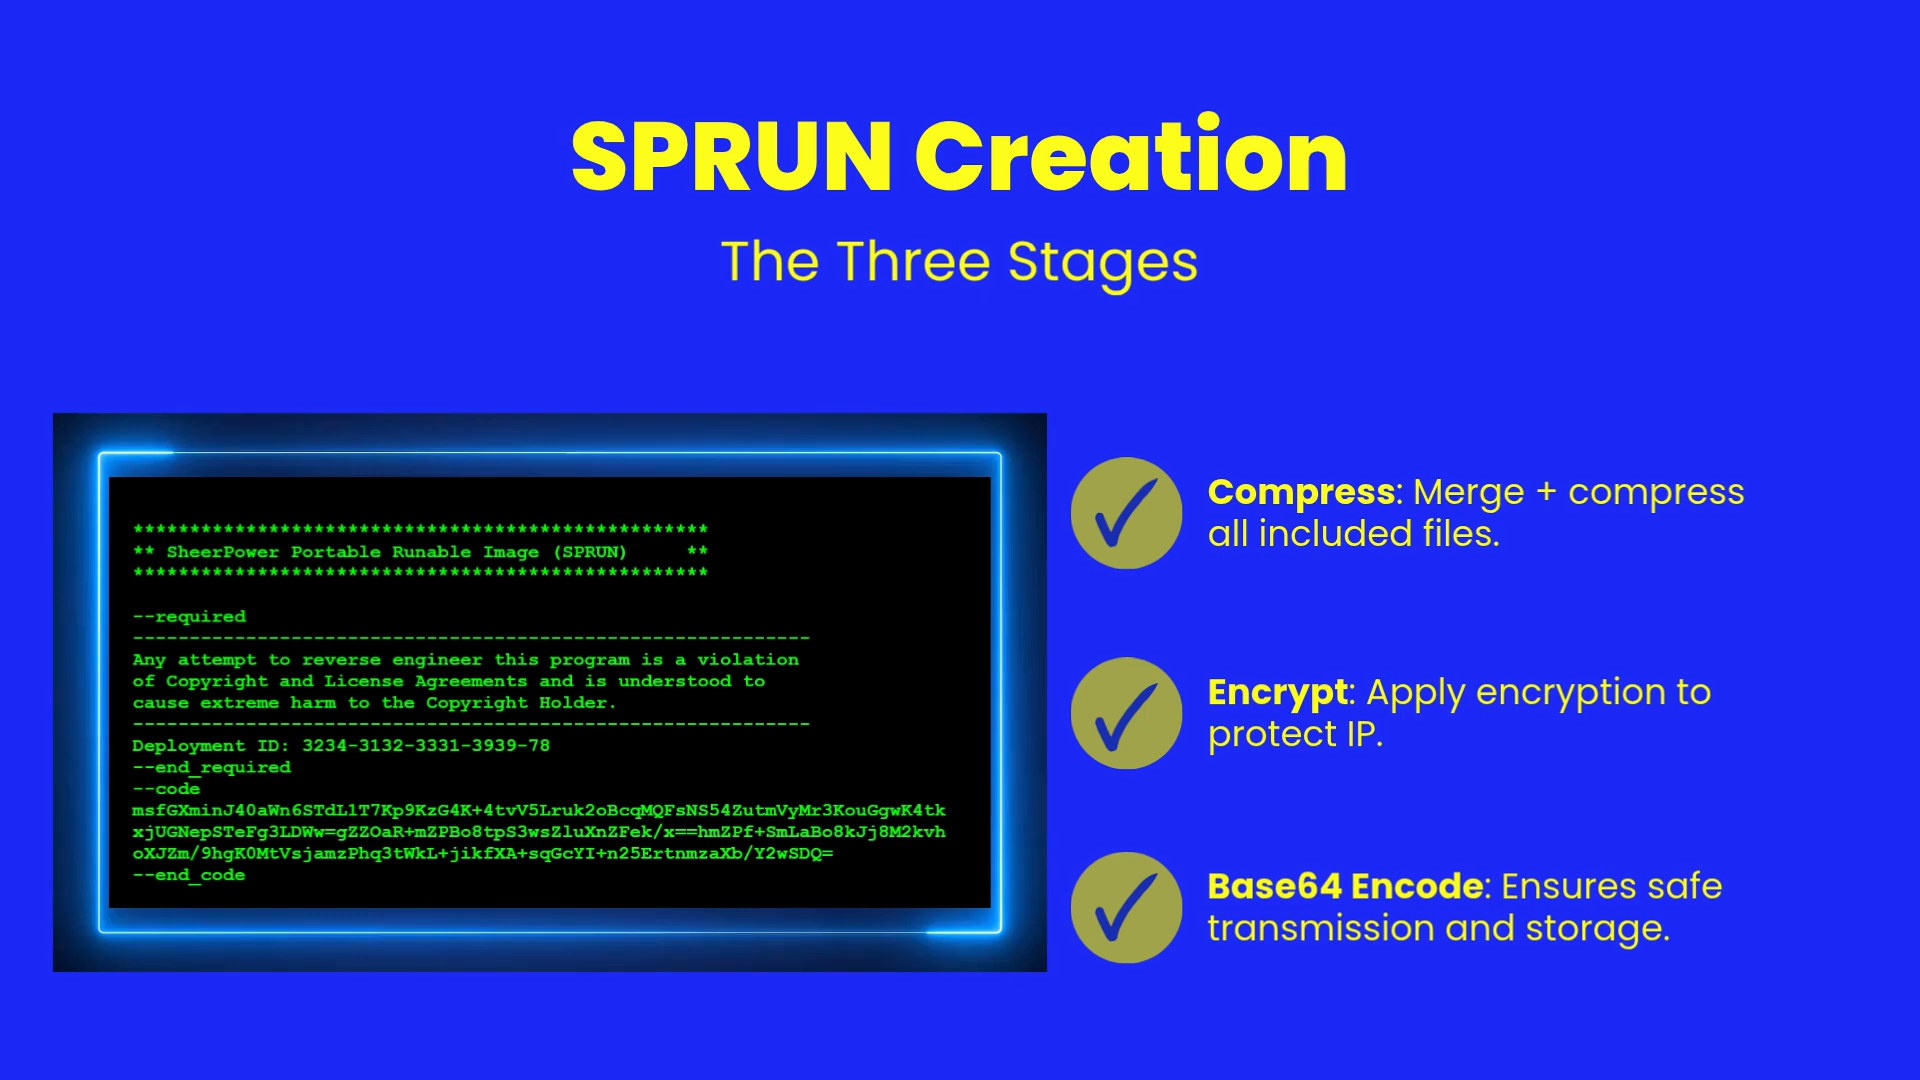 SPRUN Creation
The Three Stages
***************************************************
** SheerPower Portable Runable Image (SPRUN)     **
***************************************************
--required
------------------------------------------------------------
Any attempt to reverse engineer this program is a violation
of Copyright and License Agreements and is understood to
cause extreme harm to the Copyright Holder.
------------------------------------------------------------
Deployment ID: 3234-3132-3331-3939-78
--end_required
--code
msfGXminJ40aWn6STdL1T7Kp9KzG4K+4tvV5Lruk2oBcqMQFsNS54ZutmVyMr3KouGgwK4tk
xjUGNepSTeFg3LDWw=gZZOaR+mZPBo8tpS3wsZluXnZFek/x==hmZPf+SmLaBo8kJj8M2kvh
oXJZm/9hgK0MtVsjamzPhq3tWkL+jikfXA+sqGcYI+n25ErtnmzaXb/Y2wSDQ=
--end_code
Compress: Merge + compress
all included files.
Encrypt: Apply encryption to
protect IP.
Base64 Encode: Ensures safe
transmission and storage.